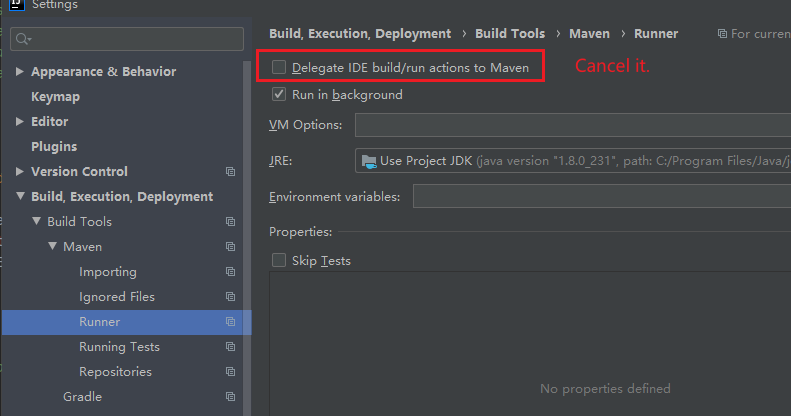 Settings
Build, Execution, Deployment › Build Tools › Maven › Runner
For curren
Delegate IDE build/run actions to Maven
Cancel it.
Appearance & Behavior
Run in background
Keymap
Editor
VM Options:
Plugins
JRE:
Use Project JDK (java version "1.8.0_231", path: C:/Program Files/Java/j
Version Control
Build, Execution, Deployment
Environment variables:
Build Tools
Properties:
Maven
Skip Tests
Importing
Ignored Files
Runner
Running Tests
Repositories
No properties defined
Gradle